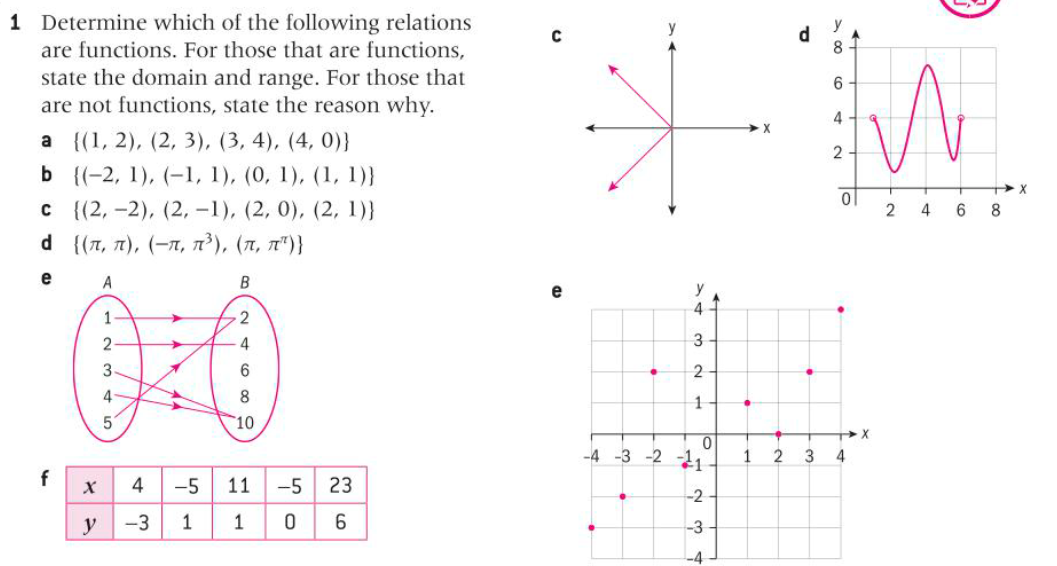 1 Determine which of the following relations
are functions. For those that are functions,
state the domain and range. For those that
are not functions, state the reason why.
a {(1, 2), (2, 3), (3, 4), (4, 0)}
b {(−2, 1), (−1, 1), (0, 1), (1, 1)}
c {(2, −2), (2, −1), (2, 0), (2, 1)}
d {(π, π), (−π, π³), (π, π^π)}
e
A B
1 2
2 4
3 6
4 8
5 10
f
x 4 −5 11 −5 23
y −3 1 1 0 6
c
y
x
d
y
8
6
4
2
0
2 4 6 8
x
e
y
4
3
2
1
0
-4 -3 -2 -1 1 2 3 4
x
-1
-2
-3
-4